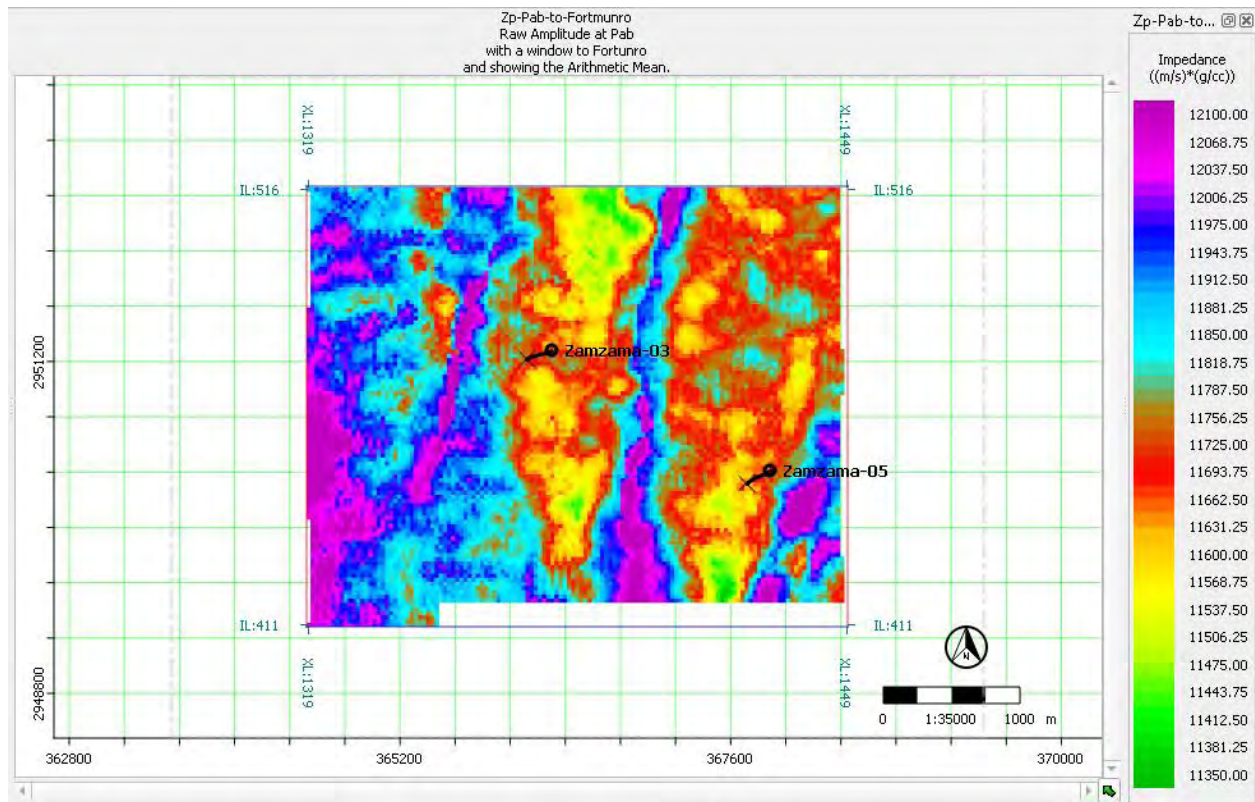 Zp-Pab-to-Fortmunro
Raw Amplitude at Pab
with a window to Fortunro
and showing the Arithmetic Mean.
Zp-Pab-to...
Impedance
((m/s)*(g/cc))
12100.00
12068.75
12037.50
12006.25
11975.00
11943.75
11912.50
11881.25
11850.00
11818.75
11787.50
11756.25
11725.00
11693.75
11662.50
11631.25
11600.00
11568.75
11537.50
11506.25
11475.00
11443.75
11412.50
11381.25
11350.00
XL:1319
XL:1449
IL:516
IL:516
2951200
Zamzama-03
Zamzama-05
IL:411
IL:411
XL:1319
XL:1449
N
2948800
0 1:35000 1000 m
362800 365200 367600 370000